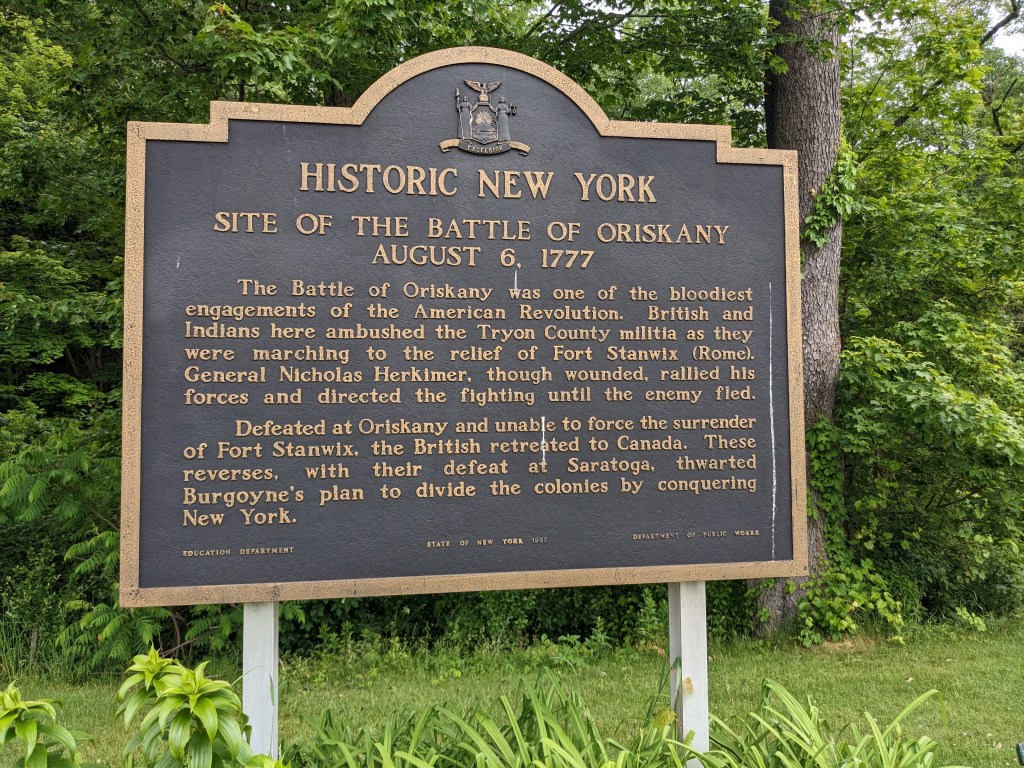 EXCELSIOR
HISTORIC NEW YORK
SITE OF THE BATTLE OF ORISKANY
AUGUST 6, 1777
The Battle of Oriskany was one of the bloodiest
engagements of the American Revolution. British and
Indians here ambushed the Tryon County militia as they
were marching to the relief of Fort Stanwix (Rome).
General Nicholas Herkimer, though wounded, rallied his
forces and directed the fighting until the enemy fled.
Defeated at Oriskany and unable to force the surrender
of Fort Stanwix, the British retreated to Canada. These
reverses, with their defeat at Saratoga, thwarted
Burgoyne's plan to divide the colonies by conquering
New York.
EDUCATION DEPARTMENT STATE OF NEW YORK DEPARTMENT OF PUBLIC WORKS